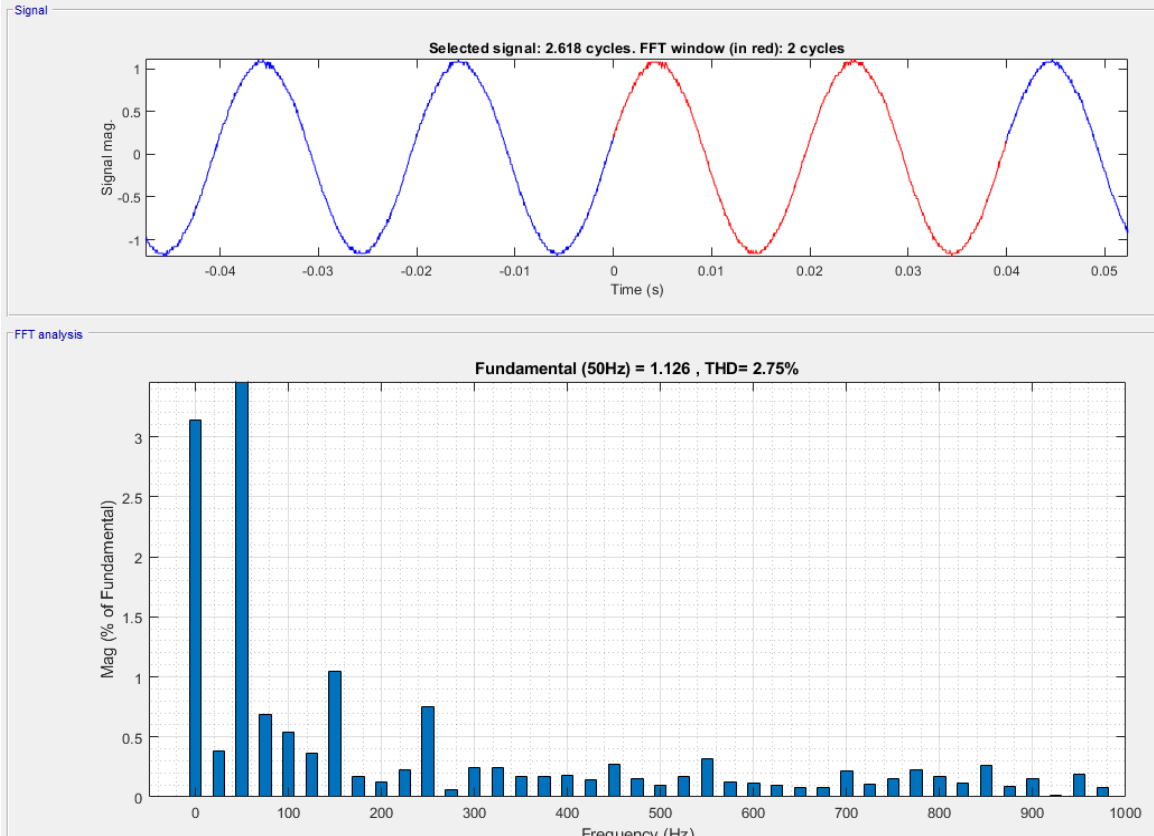 Signal
Selected signal: 2.618 cycles. FFT window (in red): 2 cycles
1
0.5
0
-0.5
-1
Signal mag.
-0.04 -0.03 -0.02 -0.01 0 0.01 0.02 0.03 0.04 0.05
Time (s)
FFT analysis
Fundamental (50Hz) = 1.126 , THD= 2.75%
3
2.5
2
1.5
1
0.5
0
Mag (% of Fundamental)
0 100 200 300 400 500 600 700 800 900 1000
Frequency (Hz)